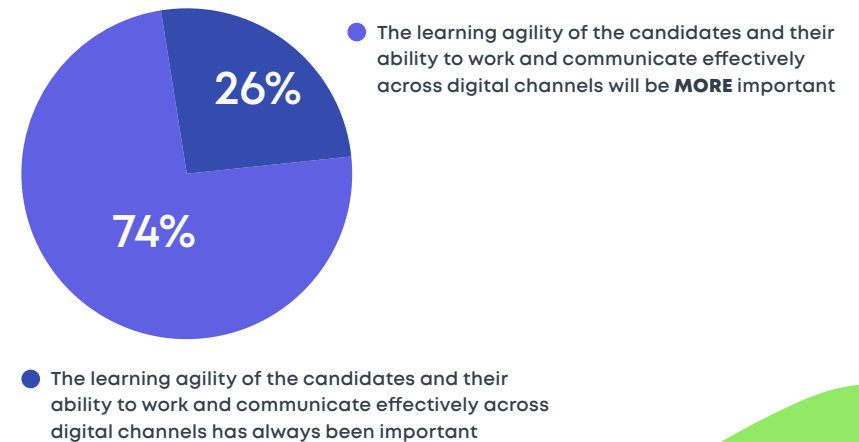 26%
74%
The learning agility of the candidates and their
ability to work and communicate effectively
across digital channels will be MORE important
The learning agility of the candidates and their
ability to work and communicate effectively across
digital channels has always been important